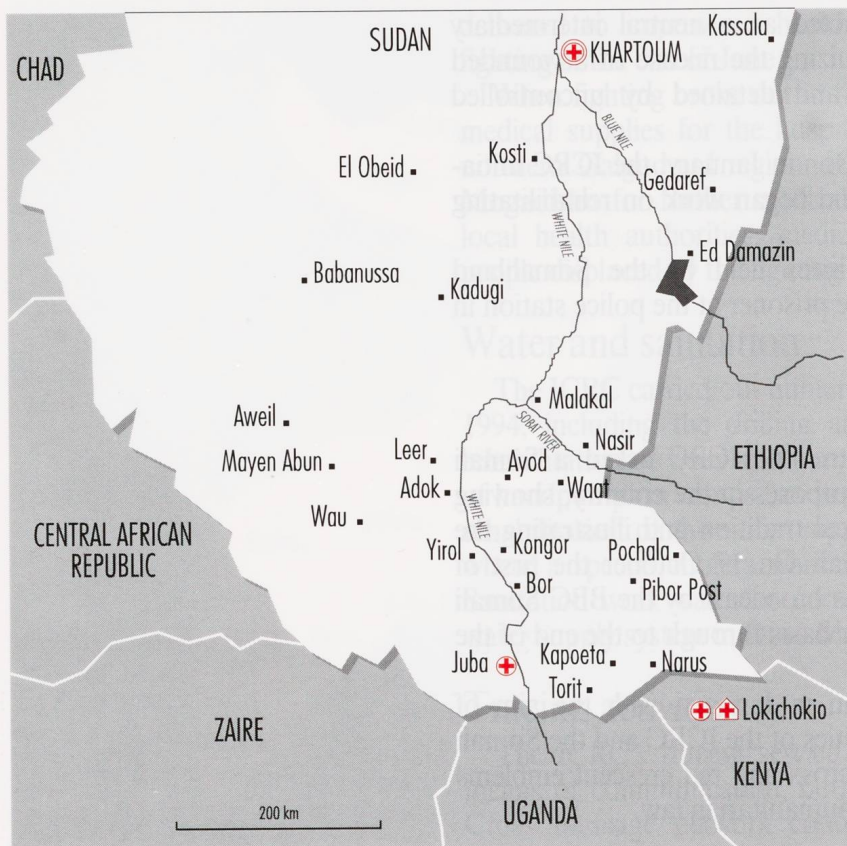 Kassala
SUDAN
KHARTOUM
CHAD
BLUE NILE
Kosti
El Obeid
Gedaref
WHITE NILE
Ed Damazin
Babanussa
Kadugi
Malakal
Aweil
SOBAT RIVER
Nasir
Leer
Mayen Abun
Ayod
ETHIOPIA
Adok
Waat
WHITE NILE
Wau
CENTRAL AFRICAN
REPUBLIC
Yirol
Kongor
Pochala
Bor
Pibor Post
Juba
Kapoeta
Narus
Torit
Lokichokio
ZAIRE
KENYA
200 km
UGANDA